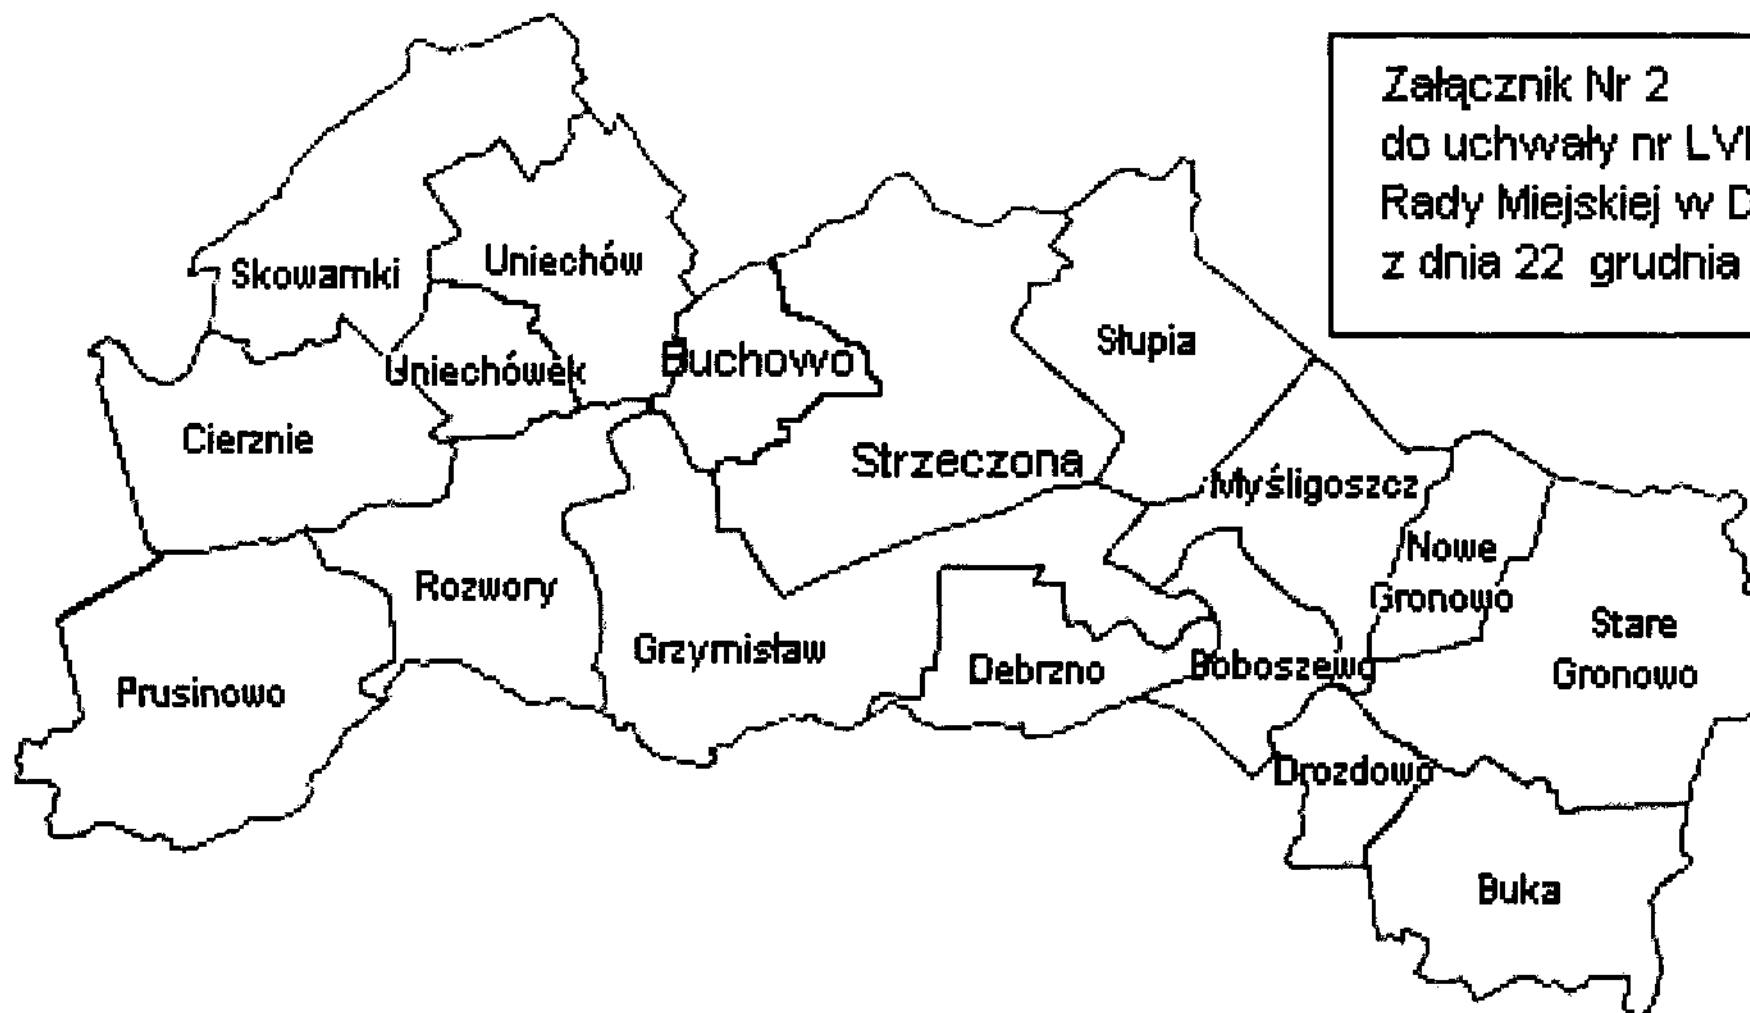 Załącznik Nr 2
do uchwały nr LV
Rady Miejskiej w D
z dnia 22 grudnia
Skowarnki
Uniechów
Uniechówek
Buchowo
Słupia
Cierznie
Strzeczona
Myśligoszcz
Nowe
Gronowo
Rozwory
Grzymisław
Debrzno
Boboszewo
Stare
Gronowo
Prusinowo
Drozdowo
Buka